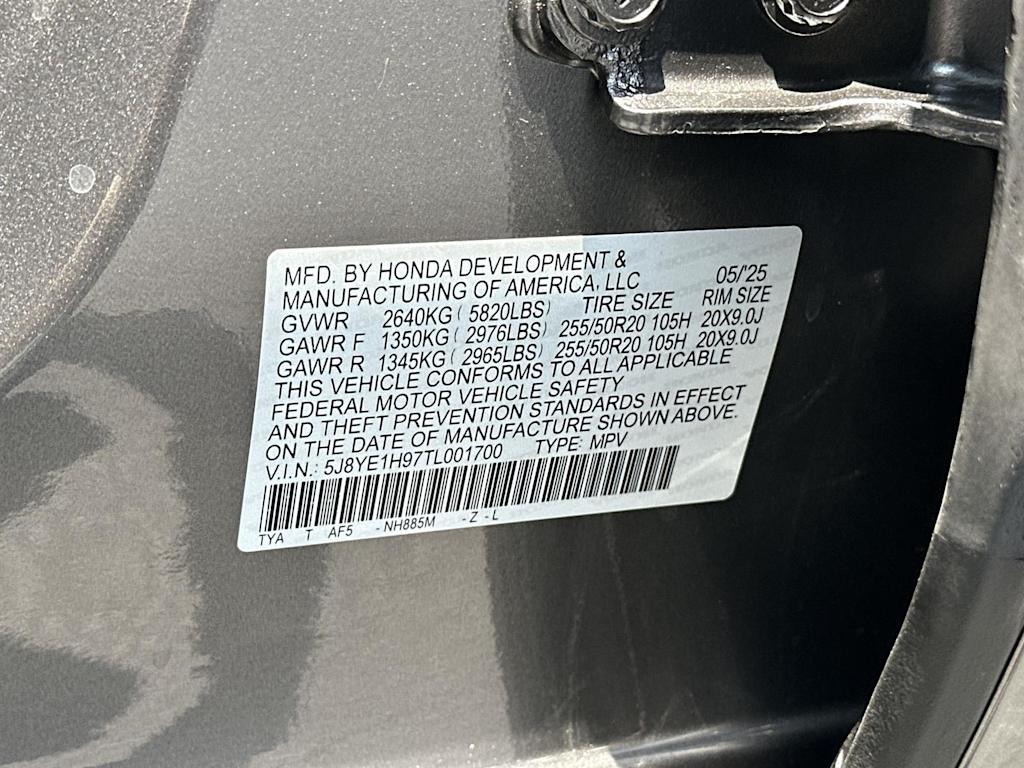 MFD. BY HONDA DEVELOPMENT &
MANUFACTURING OF AMERICA, LLC 05/'25
GVWR 2640KG ( 5820LBS) TIRE SIZE RIM SIZE
GAWR F 1350KG ( 2976LBS) 255/50R20 105H 20X9.0J
GAWR R 1345KG ( 2965LBS) 255/50R20 105H 20X9.0J
THIS VEHICLE CONFORMS TO ALL APPLICABLE
FEDERAL MOTOR VEHICLE SAFETY
AND THEFT PREVENTION STANDARDS IN EFFECT
ON THE DATE OF MANUFACTURE SHOWN ABOVE.
V.I.N.: 5J8YE1H97TL001700 TYPE: MPV
TYA T AF5 - NH885M - Z - L